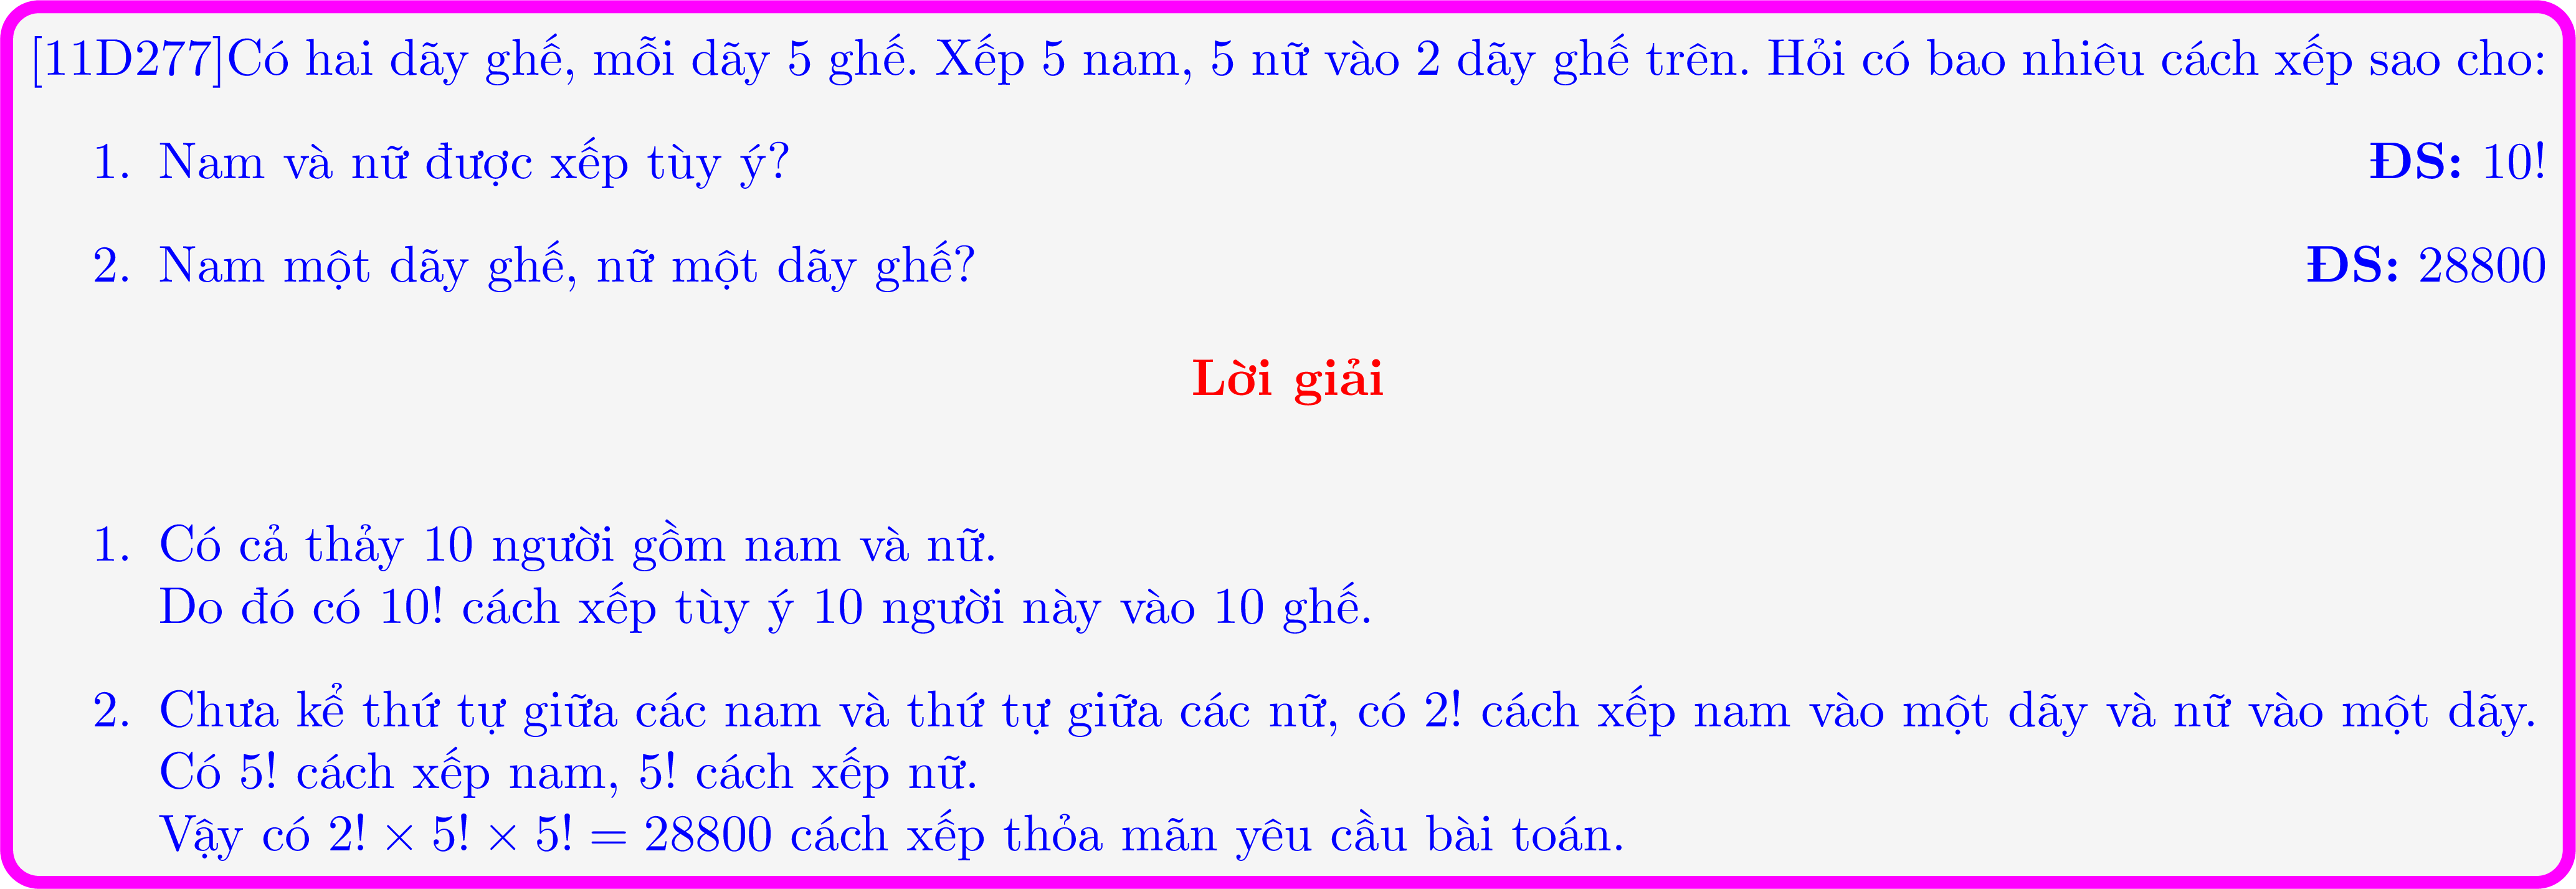 [11D277]Có hai dãy ghế, mỗi dãy 5 ghế. Xếp 5 nam, 5 nữ vào 2 dãy ghế trên. Hỏi có bao nhiêu cách xếp sao cho:
1. Nam và nữ được xếp tùy ý? ĐS: 10!
2. Nam một dãy ghế, nữ một dãy ghế? ĐS: 28800
Lời giải
1. Có cả thảy 10 người gồm nam và nữ.
Do đó có 10! cách xếp tùy ý 10 người này vào 10 ghế.
2. Chưa kể thứ tự giữa các nam và thứ tự giữa các nữ, có 2! cách xếp nam vào một dãy và nữ vào một dãy.
Có 5! cách xếp nam, 5! cách xếp nữ.
Vậy có 2! × 5! × 5! = 28800 cách xếp thỏa mãn yêu cầu bài toán.